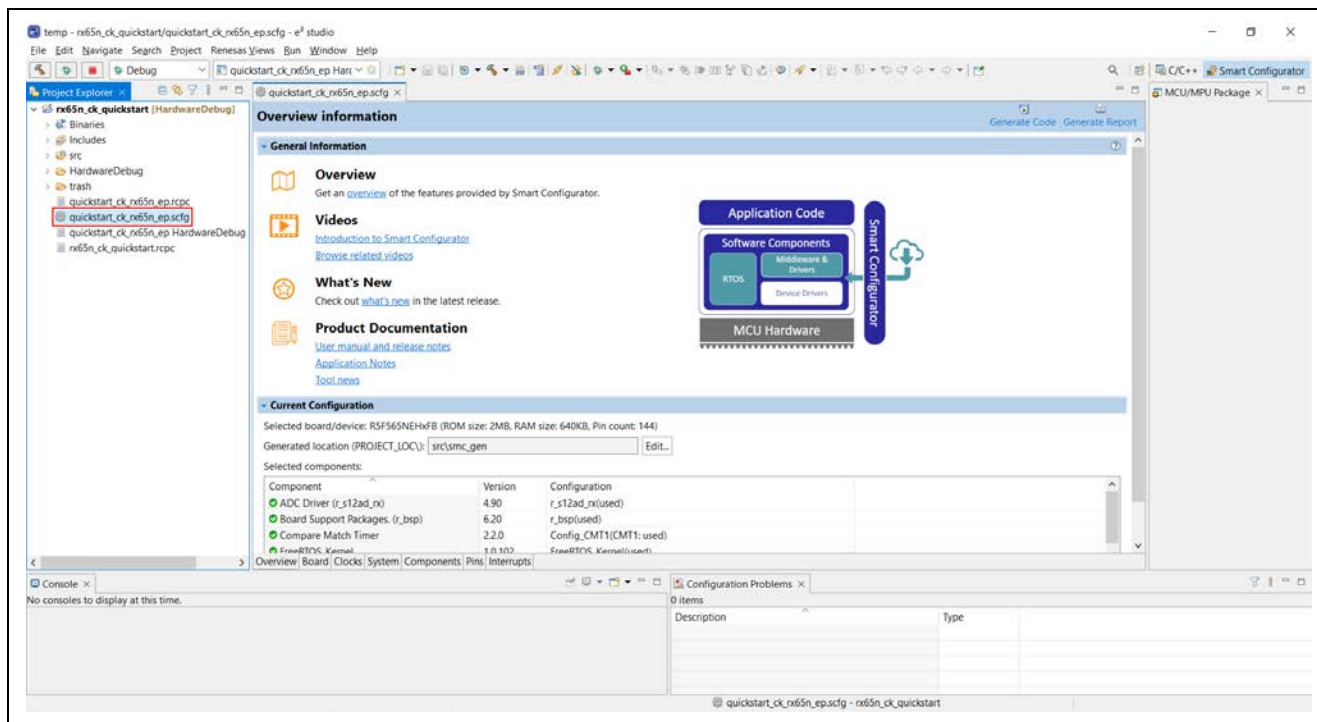 temp - rx65n_ck_quickstart/quickstart_ck_rx65n_ep.scfg - e² studio
File Edit Navigate Search Project Renesas Views Run Window Help
Debug
quickstart_ck_rx65n_ep Harc
C/C++ Smart Configurator
Project Explorer
quickstart_ck_rx65n_ep.scfg
MCU/MPU Package
rx65n_ck_quickstart [HardwareDebug]
Binaries
Includes
src
HardwareDebug
trash
quickstart_ck_rx65n_ep.rcpc
quickstart_ck_rx65n_ep.scfg
quickstart_ck_rx65n_ep HardwareDebug
rx65n_ck_quickstart.rcpc
Overview information
Generate Code Generate Report
General Information
Overview
Get an overview of the features provided by Smart Configurator.
Videos
Introduction to Smart Configurator
Browse related videos
What's New
Check out what's new in the latest release.
Product Documentation
User manual and release notes
Application Notes
Tool news
Application Code
Software Components
RTOS
Middleware &
Drivers
Device Drivers
MCU Hardware
Smart Configurator
Current Configuration
Selected board/device: R5F565NEHxFB (ROM size: 2MB, RAM size: 640KB, Pin count: 144)
Generated location (PROJECT_LOC\): src\smc_gen Edit...
Selected components:
Component Version Configuration
ADC Driver (r_s12ad_rx) 4.90 r_s12ad_rx(used)
Board Support Packages. (r_bsp) 6.20 r_bsp(used)
Compare Match Timer 2.2.0 Config_CMT1(CMT1: used)
FreeRTOS_Kernel 1.0.102 FreeRTOS_Kernel(used)
Overview Board Clocks System Components Pins Interrupts
Console
No consoles to display at this time.
Configuration Problems
0 items
Description Type
quickstart_ck_rx65n_ep.scfg - rx65n_ck_quickstart